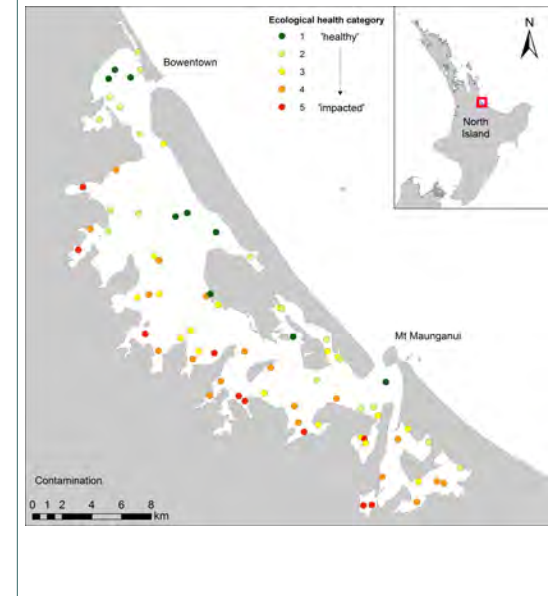 Ecological health category
1 'healthy'
2
3
4
5 'impacted'
N
North
Island
Bowentown
Mt Maunganui
Contamination.
0 1 2 4 6 8
km